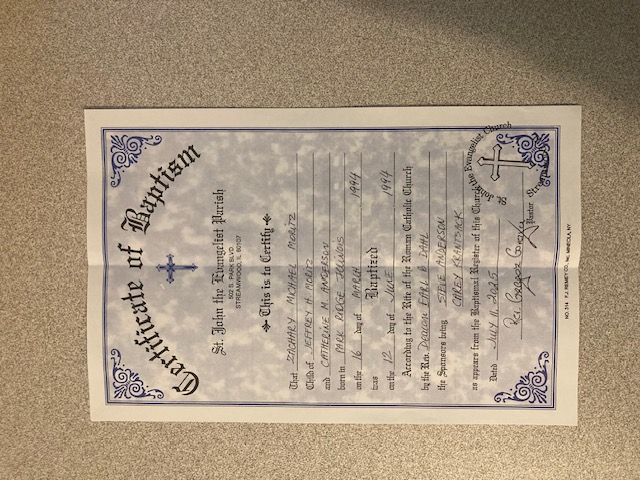 Certificate of Baptism
St. John the Evangelist Parish
502 S. PARK BLVD.
STREAMWOOD, IL 60107
This is to Certify
That ZACHARY MICHAEL MORITZ
Child of JEFFREY H. MORITZ
and CATHERINE M. ANDERSON
born in PARK RIDGE ILLINOIS
on the 16 day of MARCH 1994
was Baptized
on the 12 day of JUNE 1994
According to the Rite of the Roman Catholic Church
by the Rev. DEACON EARL B DAHL
the Sponsors being STEVE ANDERSON
CAREY KRANTSACK
as appears from the Baptismal Register of this Church
Dated JULY 11, 2025
Rev.
Pastor
St. John the Evangelist Church
NO. 314 F.J. REMEY CO., Inc. MINEOLA, NY